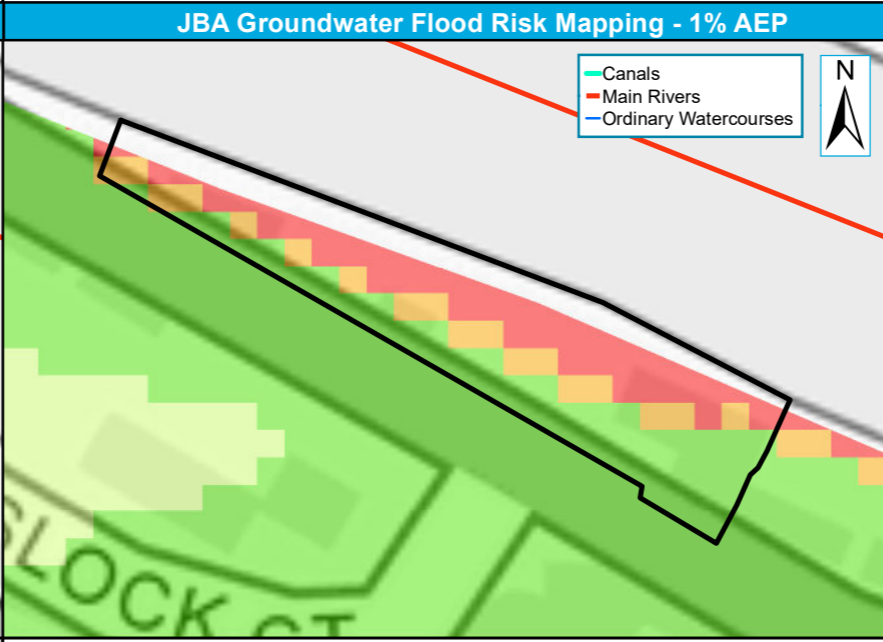 JBA Groundwater Flood Risk Mapping - 1% AEP
Canals
Main Rivers
Ordinary Watercourses
N